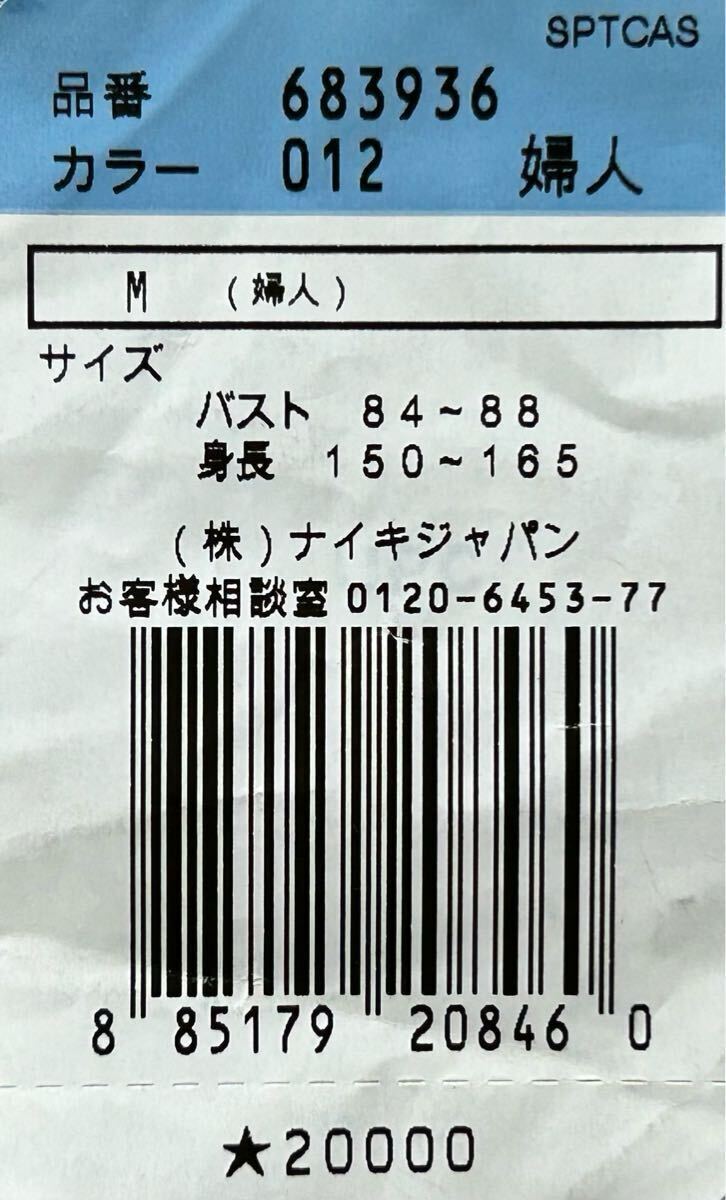 SPTCAS
品番 683936
カラー 012 婦人
M (婦人)
サイズ
バスト 84~88
身長 150~165
(株)ナイキジャパン
お客様相談室 0120-6453-77
8 85179 20846 0
★20000